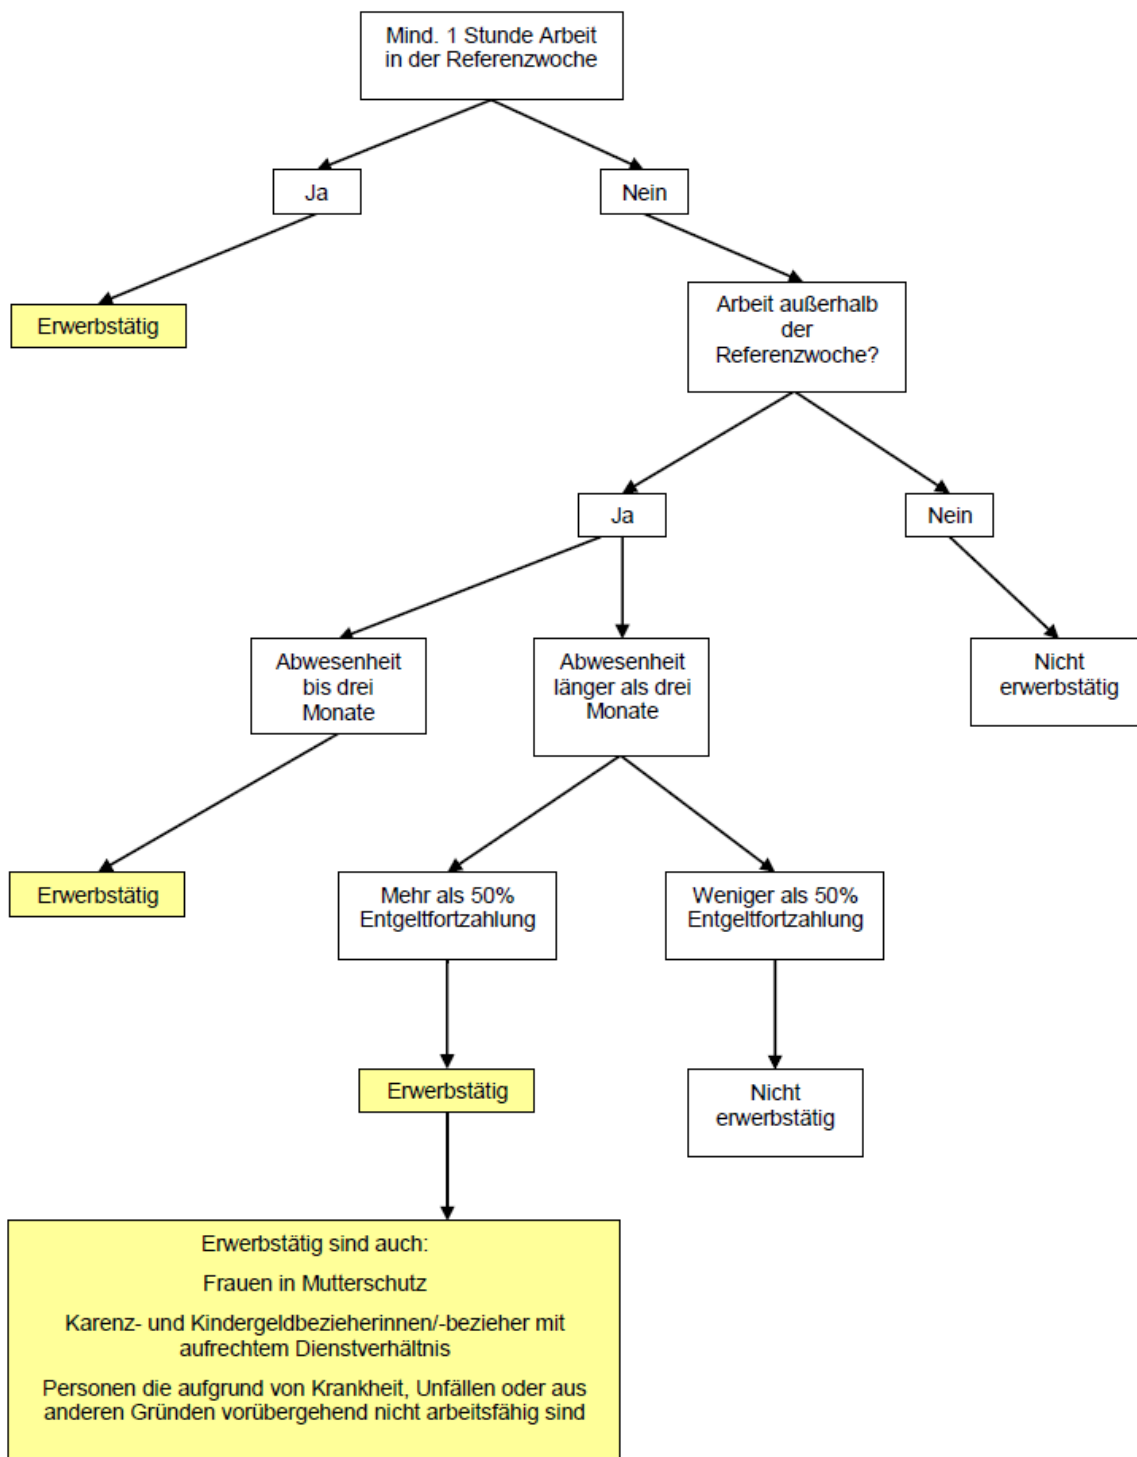 Mind. 1 Stunde Arbeit
in der Referenzwoche
Ja
Nein
Erwerbstätig
Arbeit außerhalb
der
Referenzwoche?
Ja
Nein
Abwesenheit
bis drei
Monate
Abwesenheit
länger als drei
Monate
Nicht
erwerbstätig
Erwerbstätig
Mehr als 50%
Entgeltfortzahlung
Weniger als 50%
Entgeltfortzahlung
Erwerbstätig
Nicht
erwerbstätig
Erwerbstätig sind auch:
Frauen in Mutterschutz
Karenz- und Kindergeldbezieherinnen/-bezieher mit
aufrechtem Dienstverhältnis
Personen die aufgrund von Krankheit, Unfällen oder aus
anderen Gründen vorübergehend nicht arbeitsfähig sind